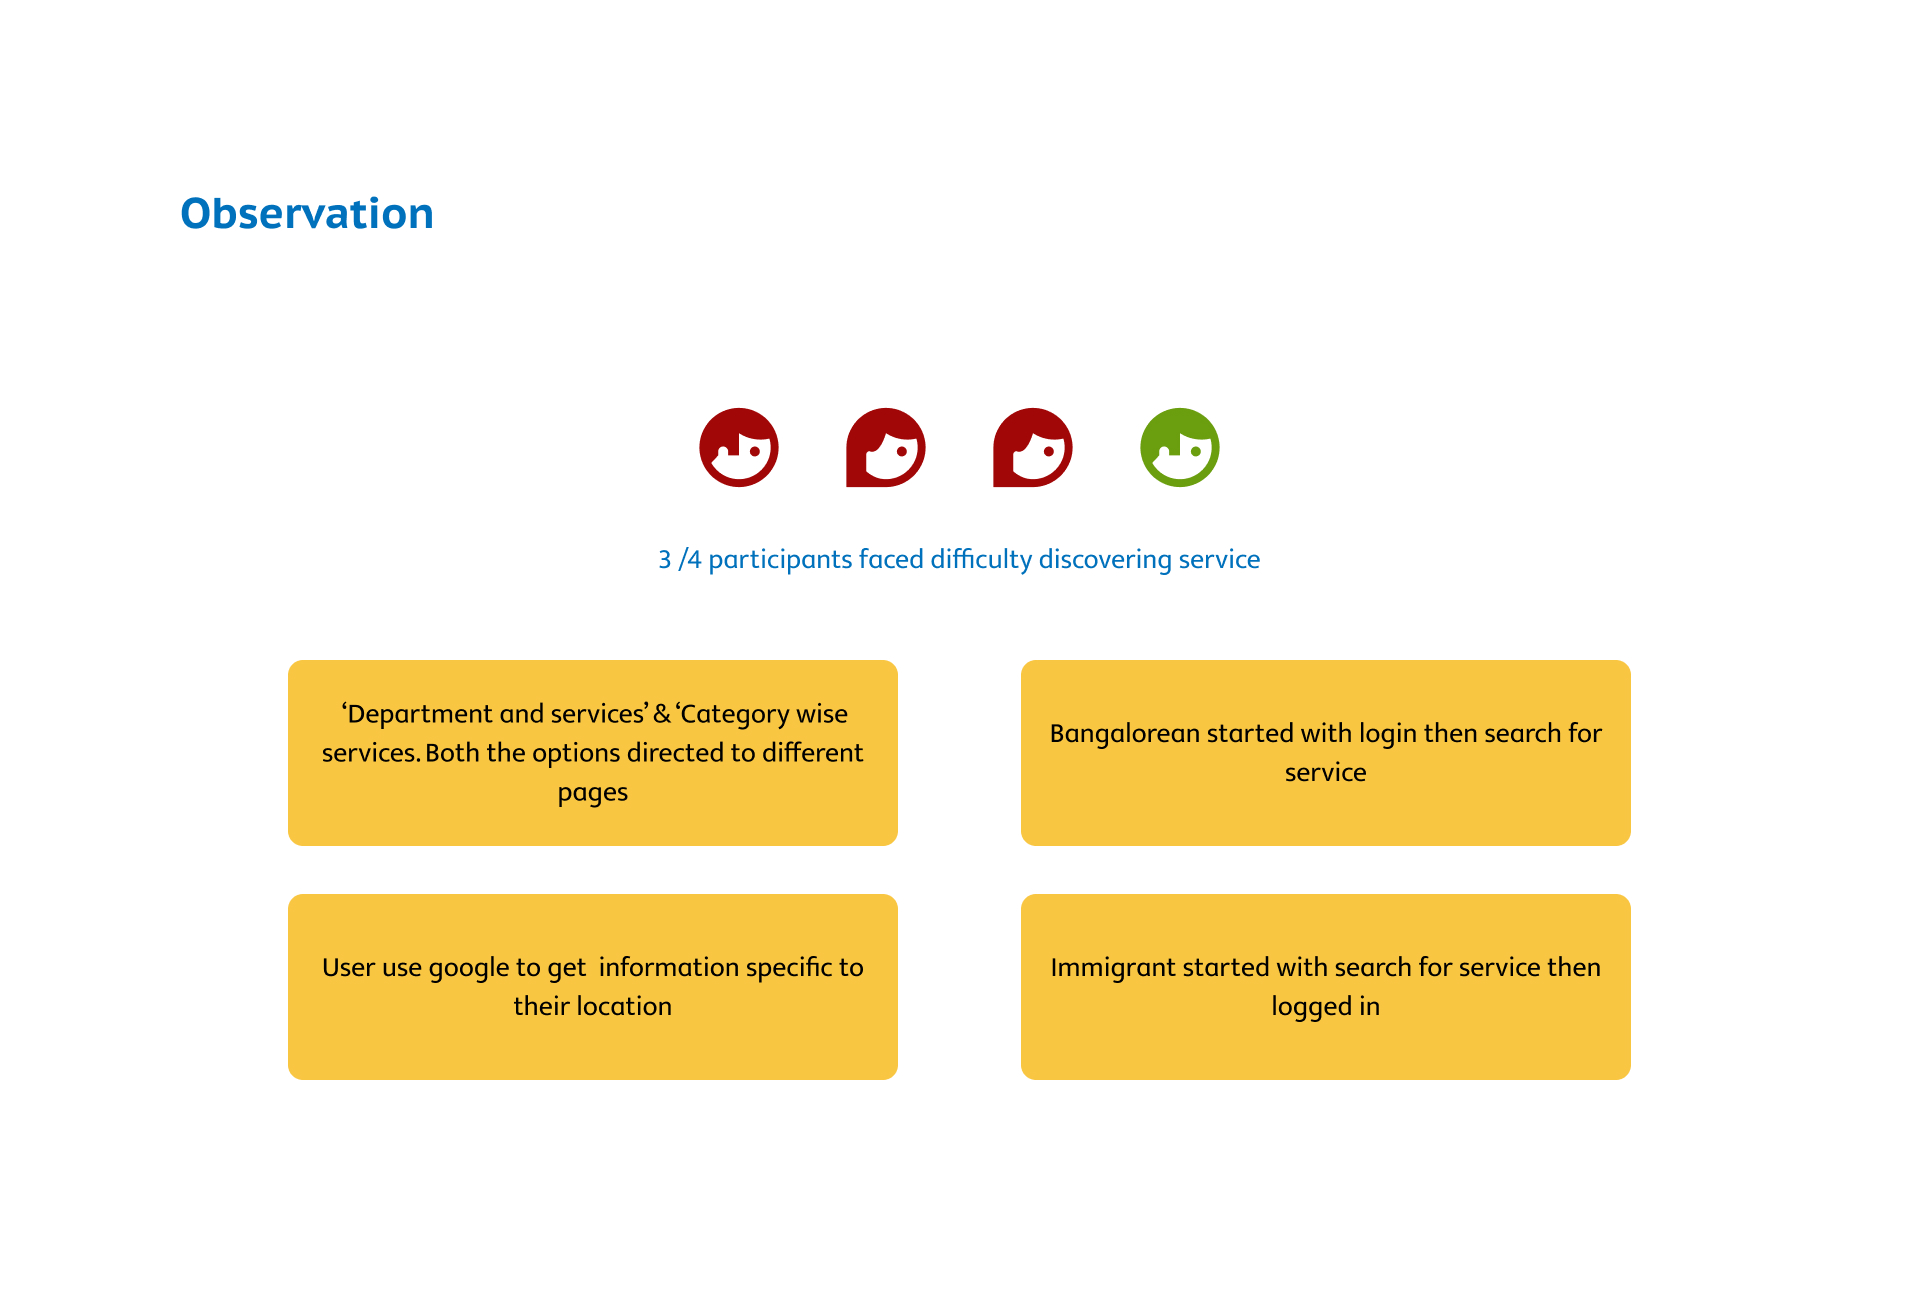 Observation
3 /4 participants faced difficulty discovering service
‘Department and services’ & ‘Category wise
services. Both the options directed to different
pages
Bangalorean started with login then search for
service
User use google to get  information specific to
their location
Immigrant started with search for service then
logged in